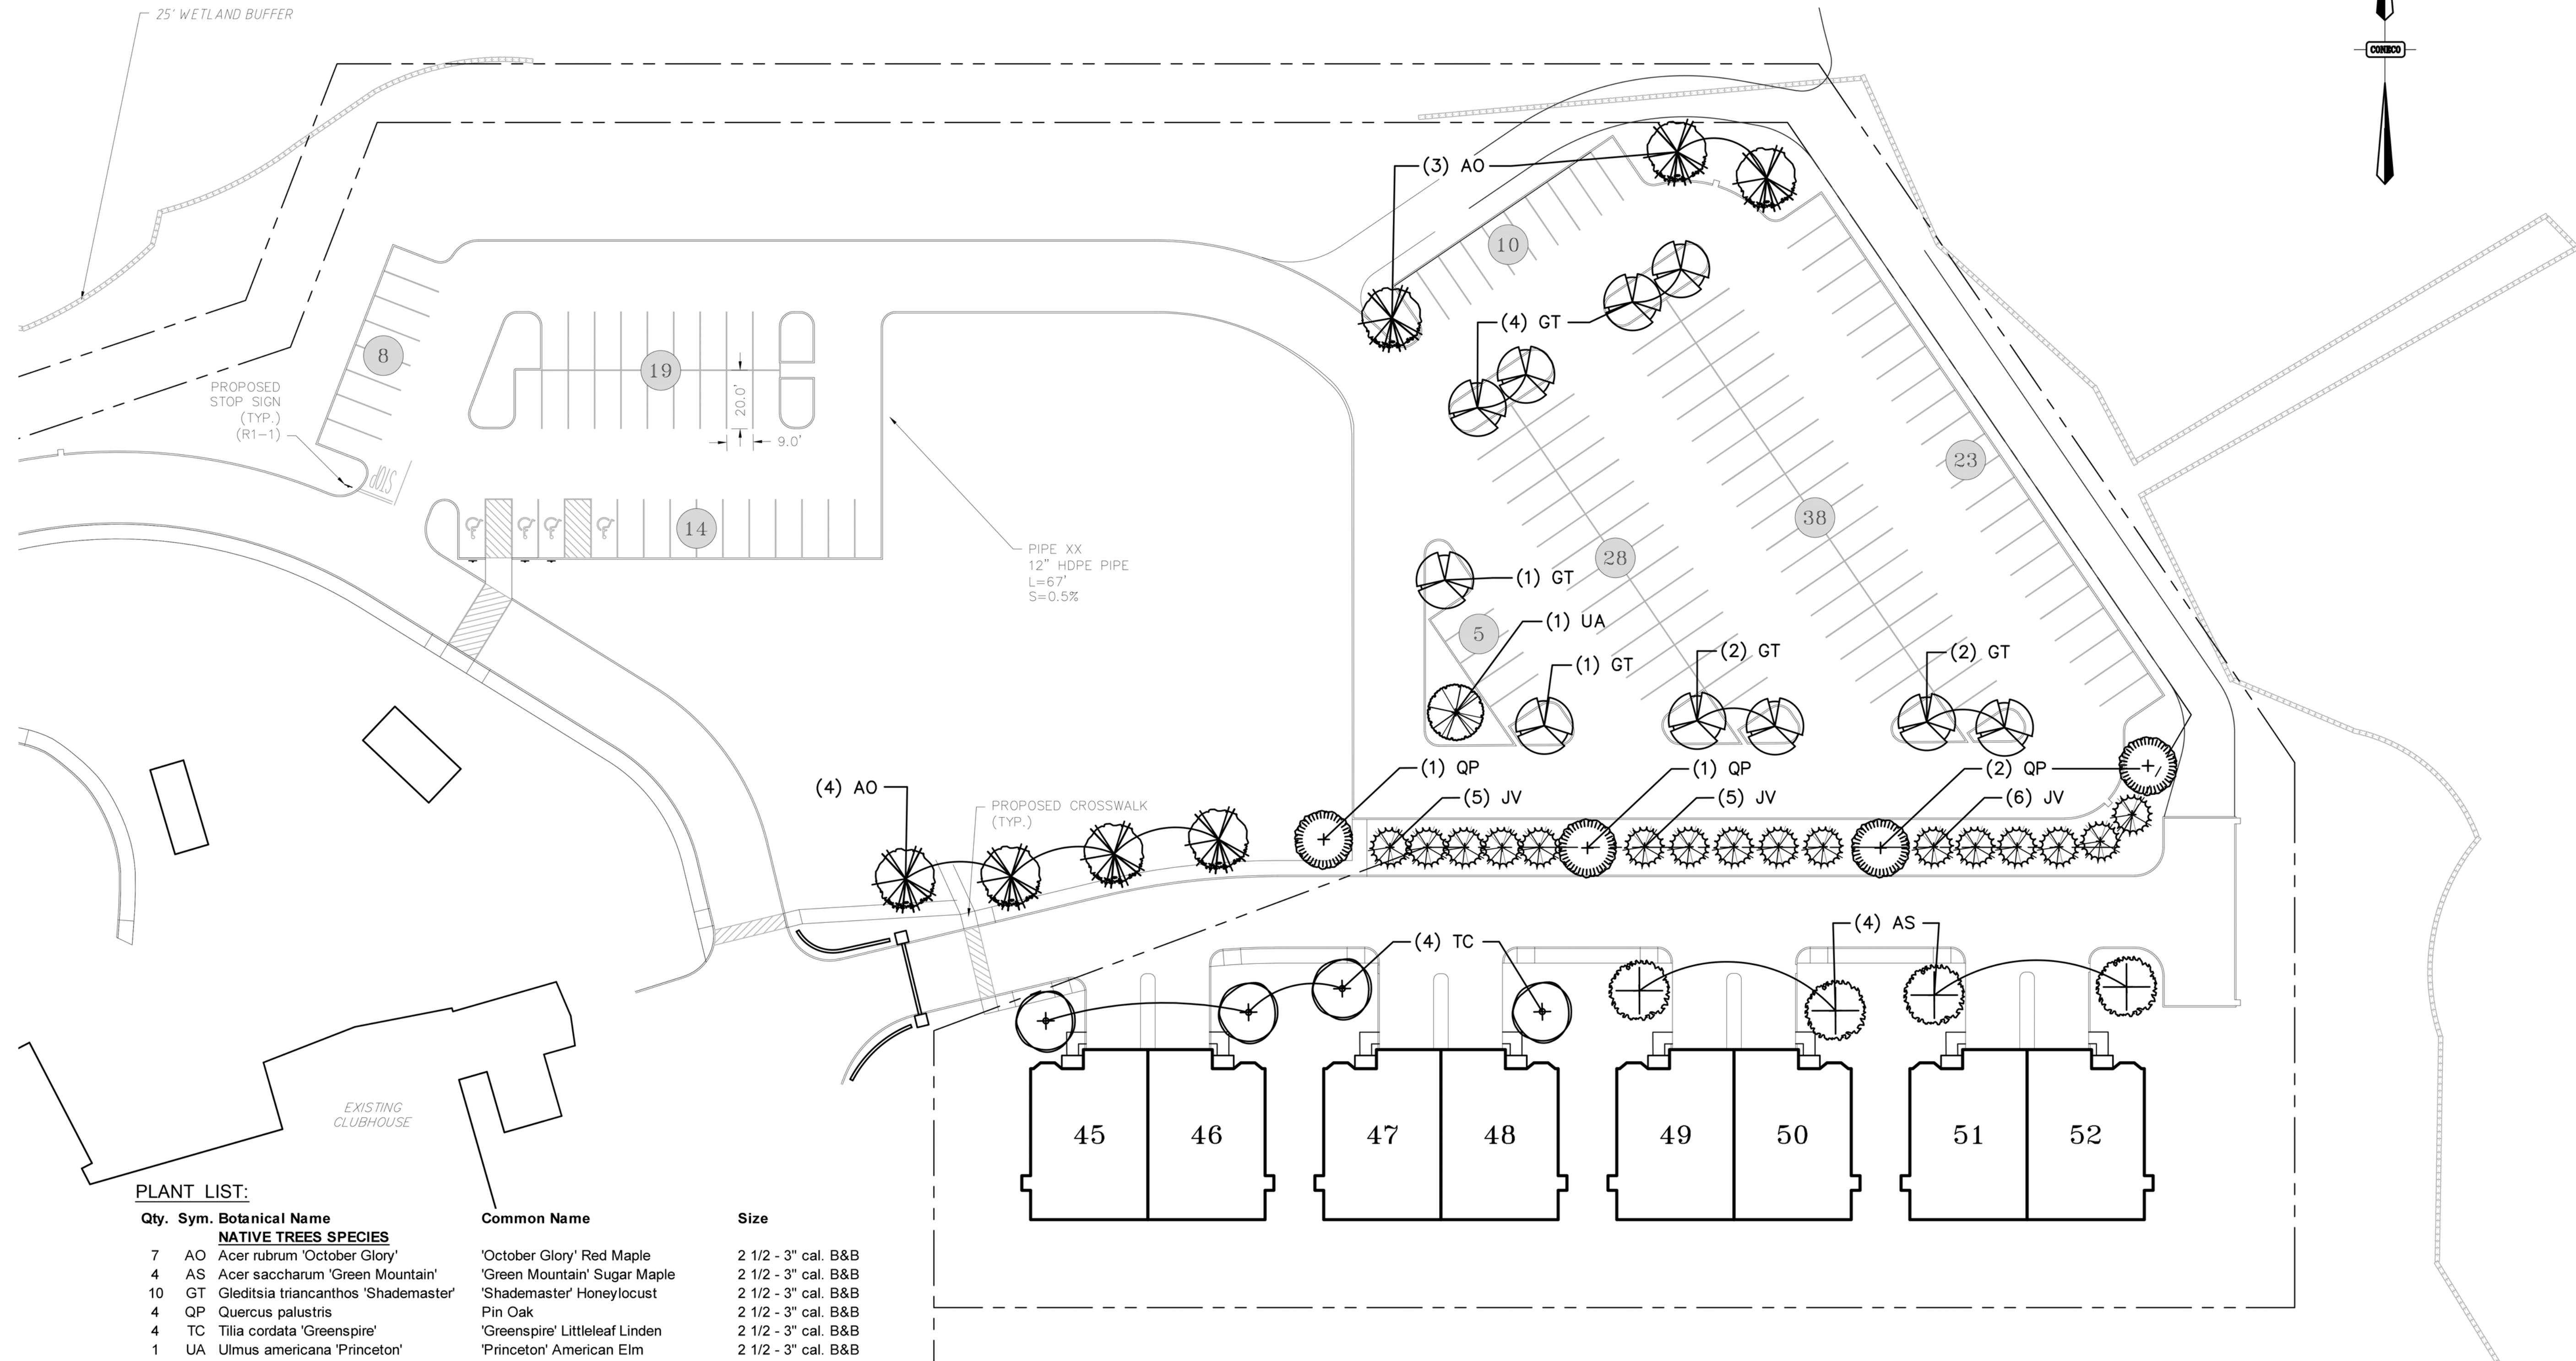 25' WETLAND BUFFER
CONECO
(3) AO
10
(4) GT
8
19
20.0'
9.0'
PROPOSED
STOP SIGN
(TYP.)
(R1-1)
STOP
14
23
38
28
PIPE XX
12" HDPE PIPE
L=67'
S=0.5%
(1) GT
5
(1) UA
(1) GT
(2) GT
(2) GT
(4) AO
PROPOSED CROSSWALK
(TYP.)
(1) QP
(5) JV
(1) QP
(5) JV
(2) QP
(6) JV
(4) TC
(4) AS
EXISTING
CLUBHOUSE
45 46 47 48 49 50 51 52
PLANT LIST:
Qty. Sym. Botanical Name Common Name Size
NATIVE TREES SPECIES
7 AO Acer rubrum 'October Glory' 'October Glory' Red Maple 2 1/2 - 3" cal. B&B
4 AS Acer saccharum 'Green Mountain' 'Green Mountain' Sugar Maple 2 1/2 - 3" cal. B&B
10 GT Gleditsia triancanthos 'Shademaster' 'Shademaster' Honeylocust 2 1/2 - 3" cal. B&B
4 QP Quercus palustris Pin Oak 2 1/2 - 3" cal. B&B
4 TC Tilia cordata 'Greenspire' 'Greenspire' Littleleaf Linden 2 1/2 - 3" cal. B&B
1 UA Ulmus americana 'Princeton' 'Princeton' American Elm 2 1/2 - 3" cal. B&B